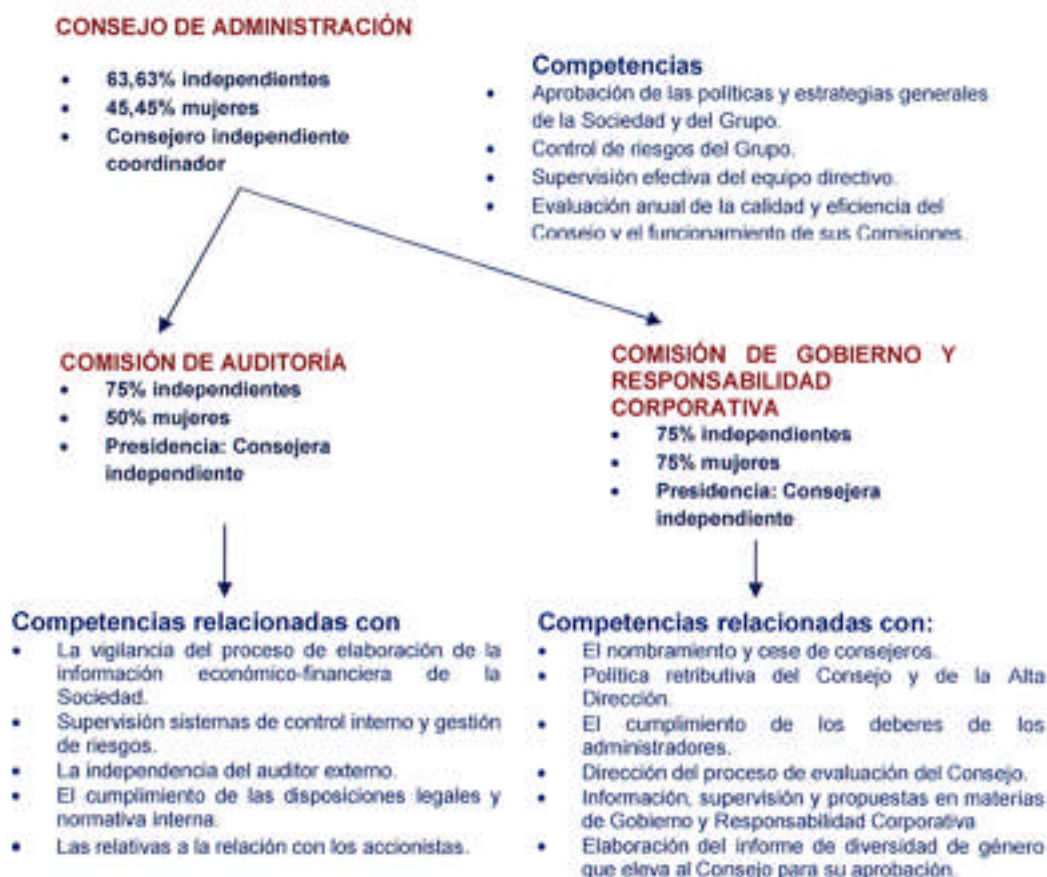 CONSEJO DE ADMINISTRACIÓN
• 63,63% independientes
• 45,45% mujeres
• Consejero independiente
coordinador
Competencias
• Aprobación de las políticas y estrategias generales
de la Sociedad y del Grupo.
• Control de riesgos del Grupo.
• Supervisión efectiva del equipo directivo.
• Evaluación anual de la calidad y eficiencia del
Consejo y el funcionamiento de sus Comisiones.
COMISIÓN DE AUDITORÍA
• 75% independientes
• 50% mujeres
• Presidencia: Consejera
independiente
COMISIÓN DE GOBIERNO Y
RESPONSABILIDAD
CORPORATIVA
• 75% independientes
• 75% mujeres
• Presidencia: Consejera
independiente
Competencias relacionadas con
• La vigilancia del proceso de elaboración de la
información económico-financiera de la
Sociedad.
• Supervisión sistemas de control interno y gestión
de riesgos.
• La independencia del auditor externo.
• El cumplimiento de las disposiciones legales y
normativa interna.
• Las relativas a la relación con los accionistas.
Competencias relacionadas con:
• El nombramiento y cese de consejeros.
• Política retributiva del Consejo y de la Alta
Dirección.
• El cumplimiento de los deberes de los
administradores.
• Dirección del proceso de evaluación del Consejo.
• Información, supervisión y propuestas en materias
de Gobierno y Responsabilidad Corporativa
• Elaboración del informe de diversidad de género
que eleva al Consejo para su aprobación.